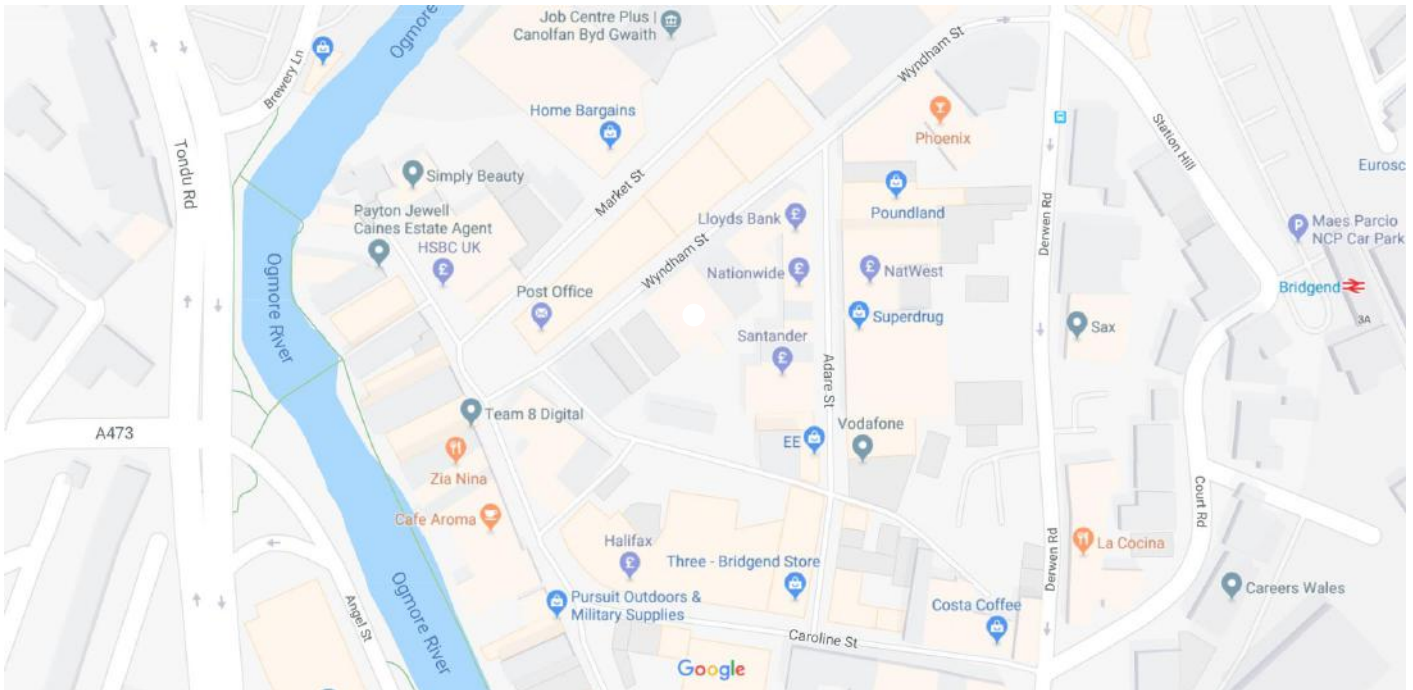 Ogmore
Job Centre Plus |
Canolfan Byd Gwaith
Wyndham St
Brewery Ln
Home Bargains
Phoenix
Station Hill
Tondu Rd
Simply Beauty
Market St
Eurosc
Payton Jewell
Caines Estate Agent
HSBC UK
Lloyds Bank
Poundland
Derwen Rd
Maes Parcio
NCP Car Park
Ogmore River
Wyndham St
Nationwide
NatWest
Bridgend
Post Office
Superdrug
3A
Sax
Santander
Adare St
Team 8 Digital
A473
EE
Vodafone
Zia Nina
Court Rd
Cafe Aroma
Halifax
La Cocina
Derwen Rd
Three - Bridgend Store
Careers Wales
Pursuit Outdoors &
Military Supplies
Costa Coffee
Angel St
Ogmore River
Caroline St
Google